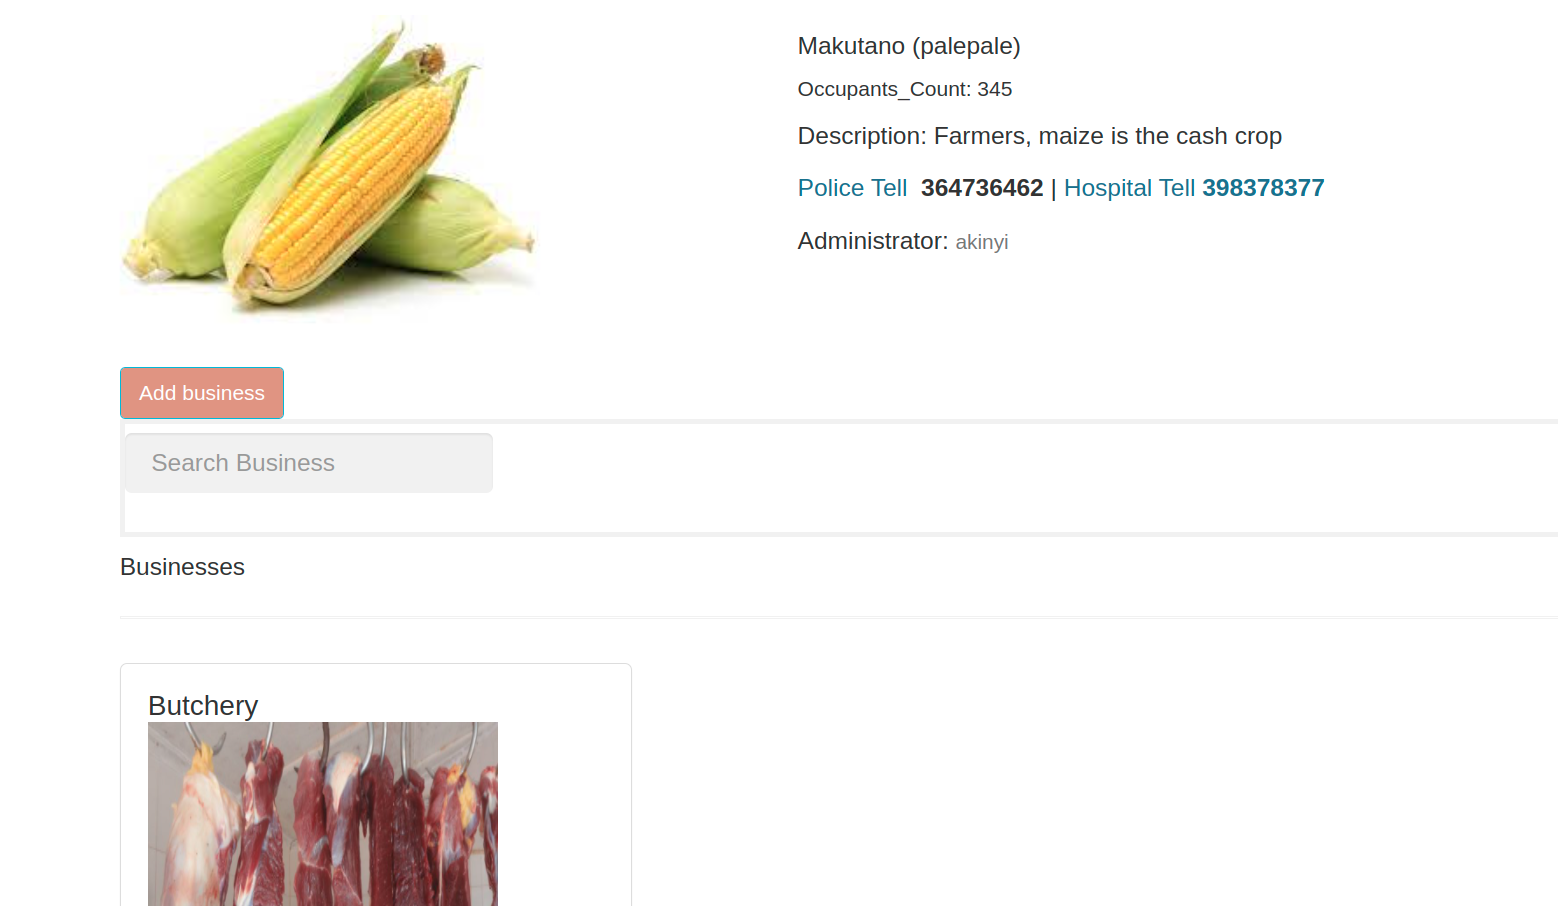 Makutano (palepale)
Occupants_Count: 345
Description: Farmers, maize is the cash crop
Police Tell 364736462 | Hospital Tell 398378377
Administrator: akinyi
Add business
Search Business
Businesses
Butchery